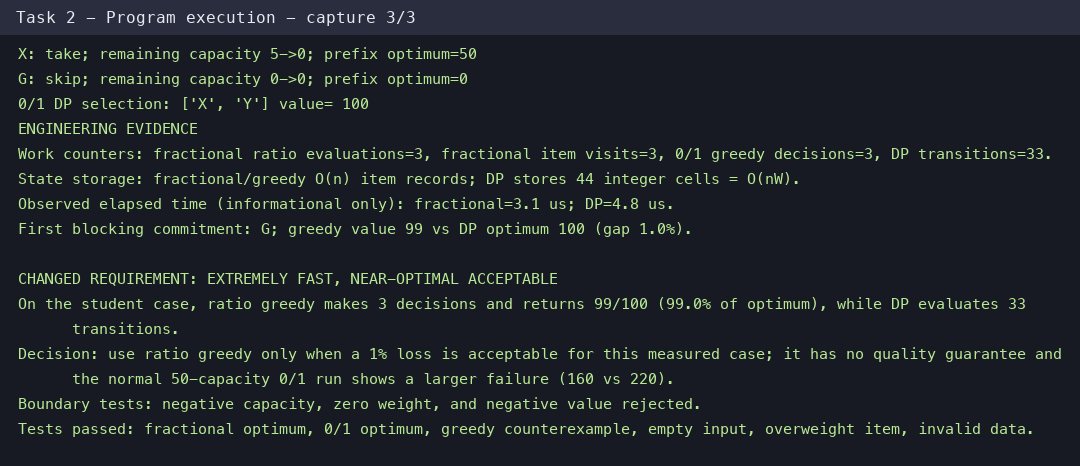 Task 2 — Program execution — capture 3/3
X: take; remaining capacity 5->0; prefix optimum=50
G: skip; remaining capacity 0->0; prefix optimum=0
0/1 DP selection: ['X', 'Y'] value= 100
ENGINEERING EVIDENCE
Work counters: fractional ratio evaluations=3, fractional item visits=3, 0/1 greedy decisions=3, DP transitions=33.
State storage: fractional/greedy O(n) item records; DP stores 44 integer cells = O(nW).
Observed elapsed time (informational only): fractional=3.1 us; DP=4.8 us.
First blocking commitment: G; greedy value 99 vs DP optimum 100 (gap 1.0%).
CHANGED REQUIREMENT: EXTREMELY FAST, NEAR-OPTIMAL ACCEPTABLE
On the student case, ratio greedy makes 3 decisions and returns 99/100 (99.0% of optimum), while DP evaluates 33
transitions.
Decision: use ratio greedy only when a 1% loss is acceptable for this measured case; it has no quality guarantee and
the normal 50-capacity 0/1 run shows a larger failure (160 vs 220).
Boundary tests: negative capacity, zero weight, and negative value rejected.
Tests passed: fractional optimum, 0/1 optimum, greedy counterexample, empty input, overweight item, invalid data.